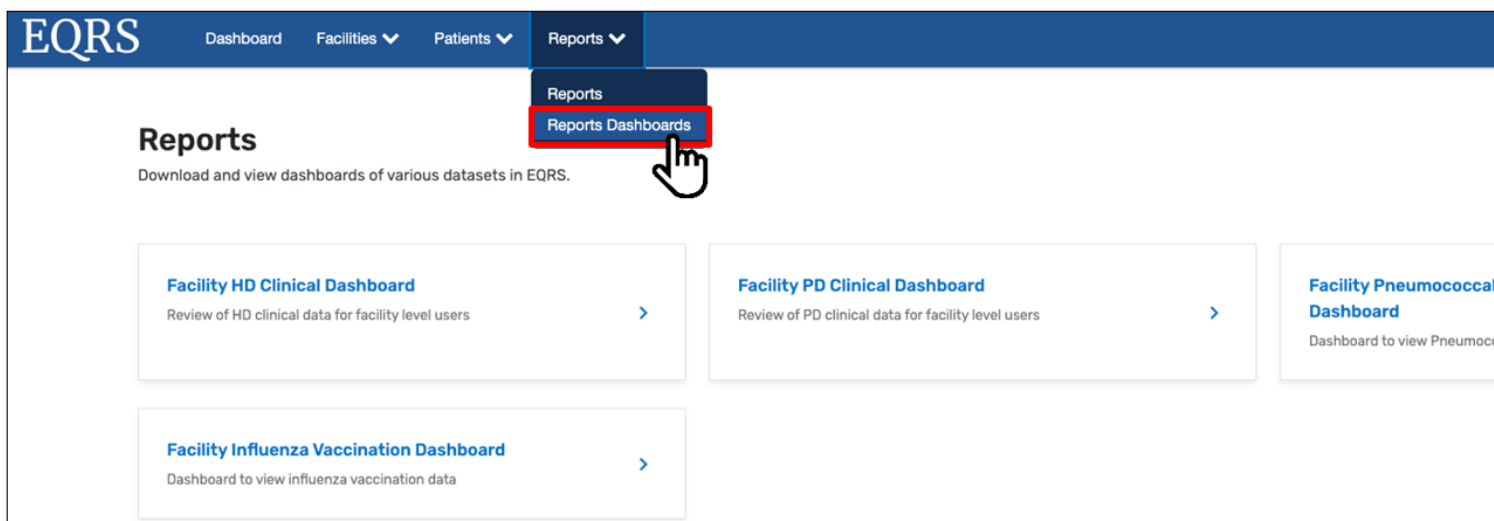 EQRS Dashboard Facilities Patients Reports
Reports
Reports Dashboards
Reports
Download and view dashboards of various datasets in EQRS.
Facility HD Clinical Dashboard
Review of HD clinical data for facility level users
Facility PD Clinical Dashboard
Review of PD clinical data for facility level users
Facility Pneumococcal
Dashboard
Dashboard to view
Facility Influenza Vaccination Dashboard
Dashboard to view influenza vaccination data